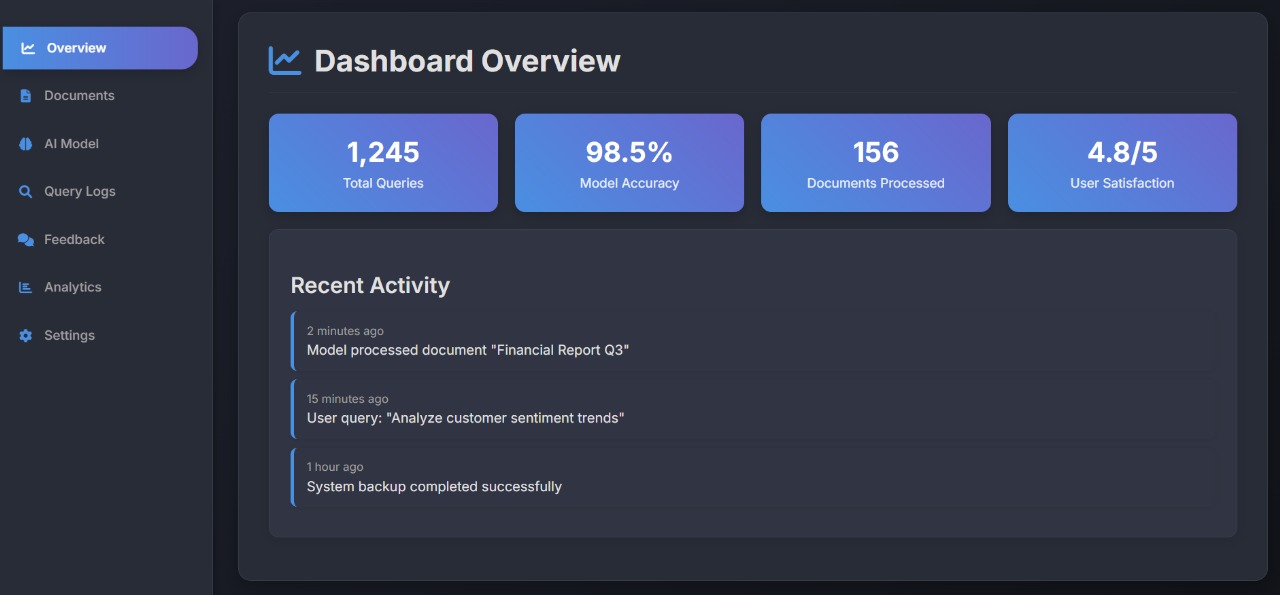 Overview
Documents
AI Model
Query Logs
Feedback
Analytics
Settings
Dashboard Overview
1,245
Total Queries
98.5%
Model Accuracy
156
Documents Processed
4.8/5
User Satisfaction
Recent Activity
2 minutes ago
Model processed document "Financial Report Q3"
15 minutes ago
User query: "Analyze customer sentiment trends"
1 hour ago
System backup completed successfully